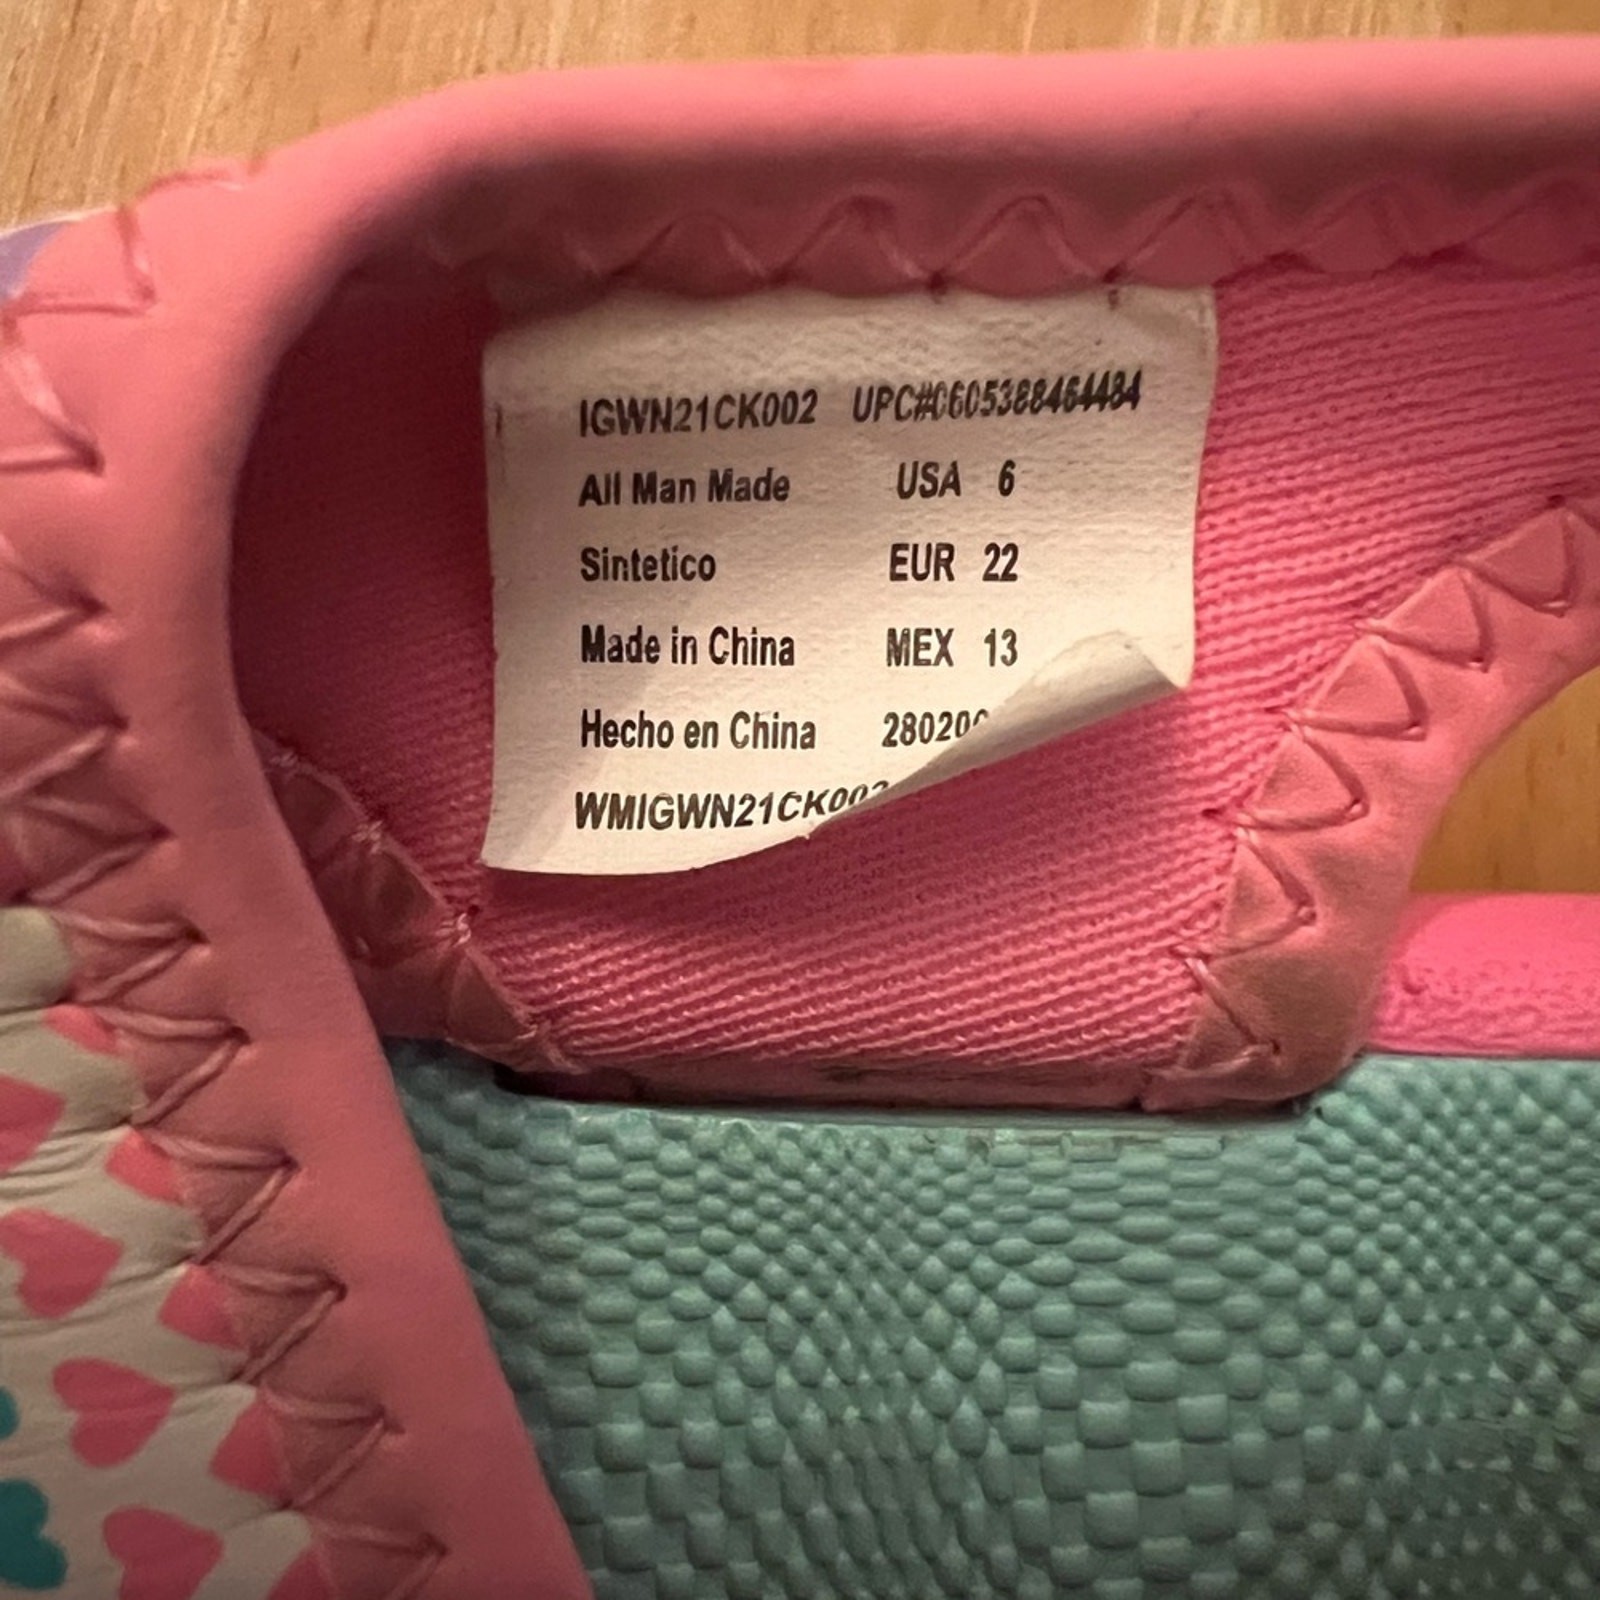 IGWN21CK002 UPC#0605388464484
All Man Made USA 6
Sintetico EUR 22
Made in China MEX 13
Hecho en China